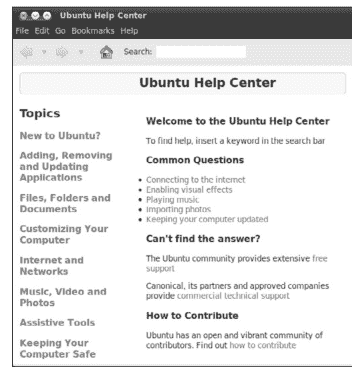 Ubuntu Help Center
File Edit Go Bookmarks Help
Search:
Ubuntu Help Center
Topics
New to Ubuntu?
Adding, Removing
and Updating
Applications
Files, Folders and
Documents
Customizing Your
Computer
Internet and
Networks
Music, Video and
Photos
Assistive Tools
Keeping Your
Computer Safe
Welcome to the Ubuntu Help Center
To find help, insert a keyword in the search bar
Common Questions
• Connecting to the internet
• Enabling visual effects
• Playing music
• Importing photos
• Keeping your computer updated
Can't find the answer?
The Ubuntu community provides extensive free
support
Canonical, its partners and approved companies
provide commercial technical support
How to Contribute
Ubuntu has an open and vibrant community of
contributors. Find out how to contribute